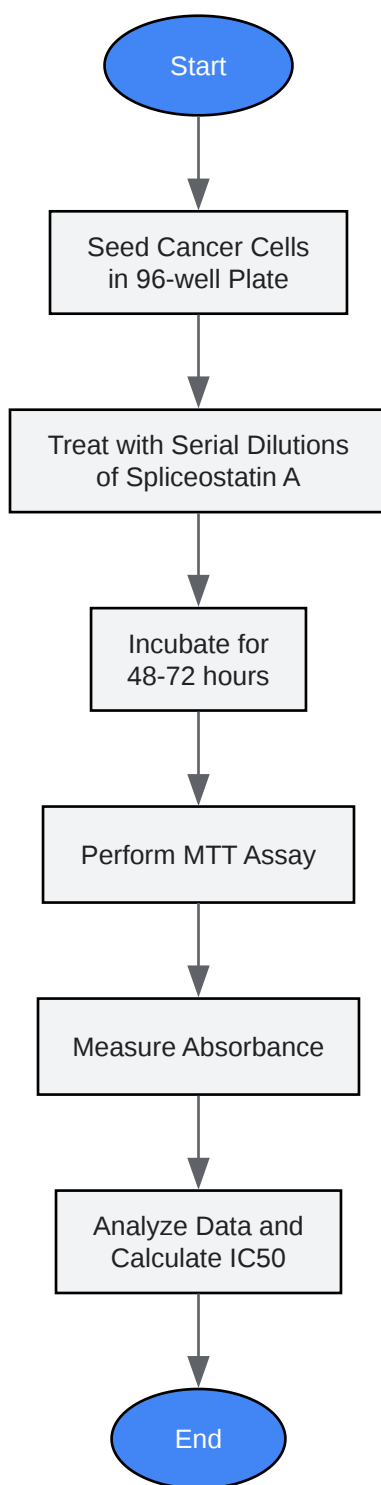 Start
Seed Cancer Cells
in 96-well Plate
Treat with Serial Dilutions
of Spliceostatin A
Incubate for
48-72 hours
Perform MTT Assay
Measure Absorbance
Analyze Data and
Calculate IC50
End